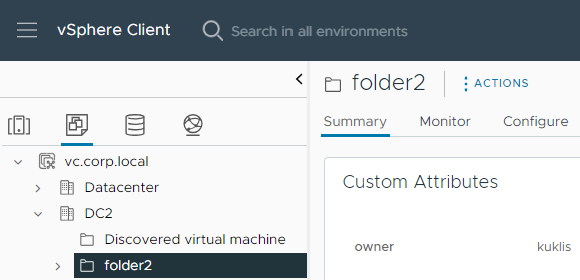 vSphere Client
Search in all environments
folder2
ACTIONS
Summary Monitor Configure
vc.corp.local
Datacenter
DC2
Discovered virtual machine
folder2
Custom Attributes
owner kuklis